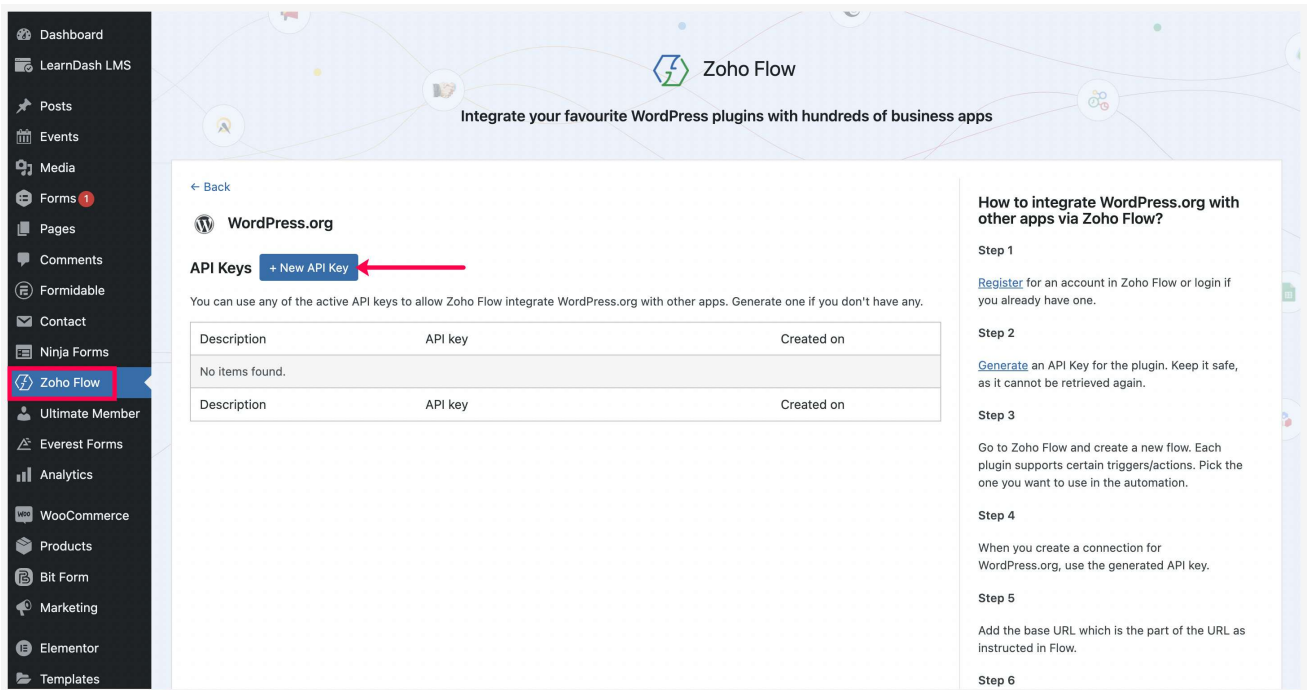 Dashboard
LearnDash LMS
Posts
Events
Media
Forms 1
Pages
Comments
Formidable
Contact
Ninja Forms
Zoho Flow
Ultimate Member
Everest Forms
Analytics
Woo WooCommerce
Products
Bit Form
Marketing
Elementor
Templates
Zoho Flow
Integrate your favourite WordPress plugins with hundreds of business apps
← Back
WordPress.org
API Keys + New API Key
You can use any of the active API keys to allow Zoho Flow integrate WordPress.org with other apps. Generate one if you don't have any.
Description API key Created on
No items found.
Description API key Created on
How to integrate WordPress.org with
other apps via Zoho Flow?
Step 1
Register for an account in Zoho Flow or login if
you already have one.
Step 2
Generate an API Key for the plugin. Keep it safe,
as it cannot be retrieved again.
Step 3
Go to Zoho Flow and create a new flow. Each
plugin supports certain triggers/actions. Pick the
one you want to use in the automation.
Step 4
When you create a connection for
WordPress.org, use the generated API key.
Step 5
Add the base URL which is the part of the URL as
instructed in Flow.
Step 6